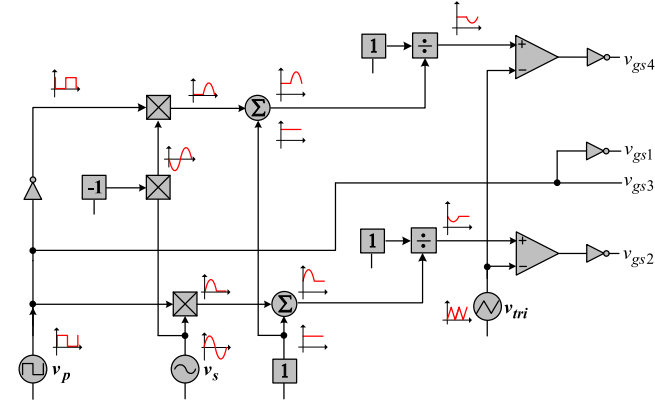 1 ÷ + − v_gs4
Σ
v_gs1
-1 v_gs3
1 ÷ + − v_gs2
Σ
v_tri
v_p v_s 1